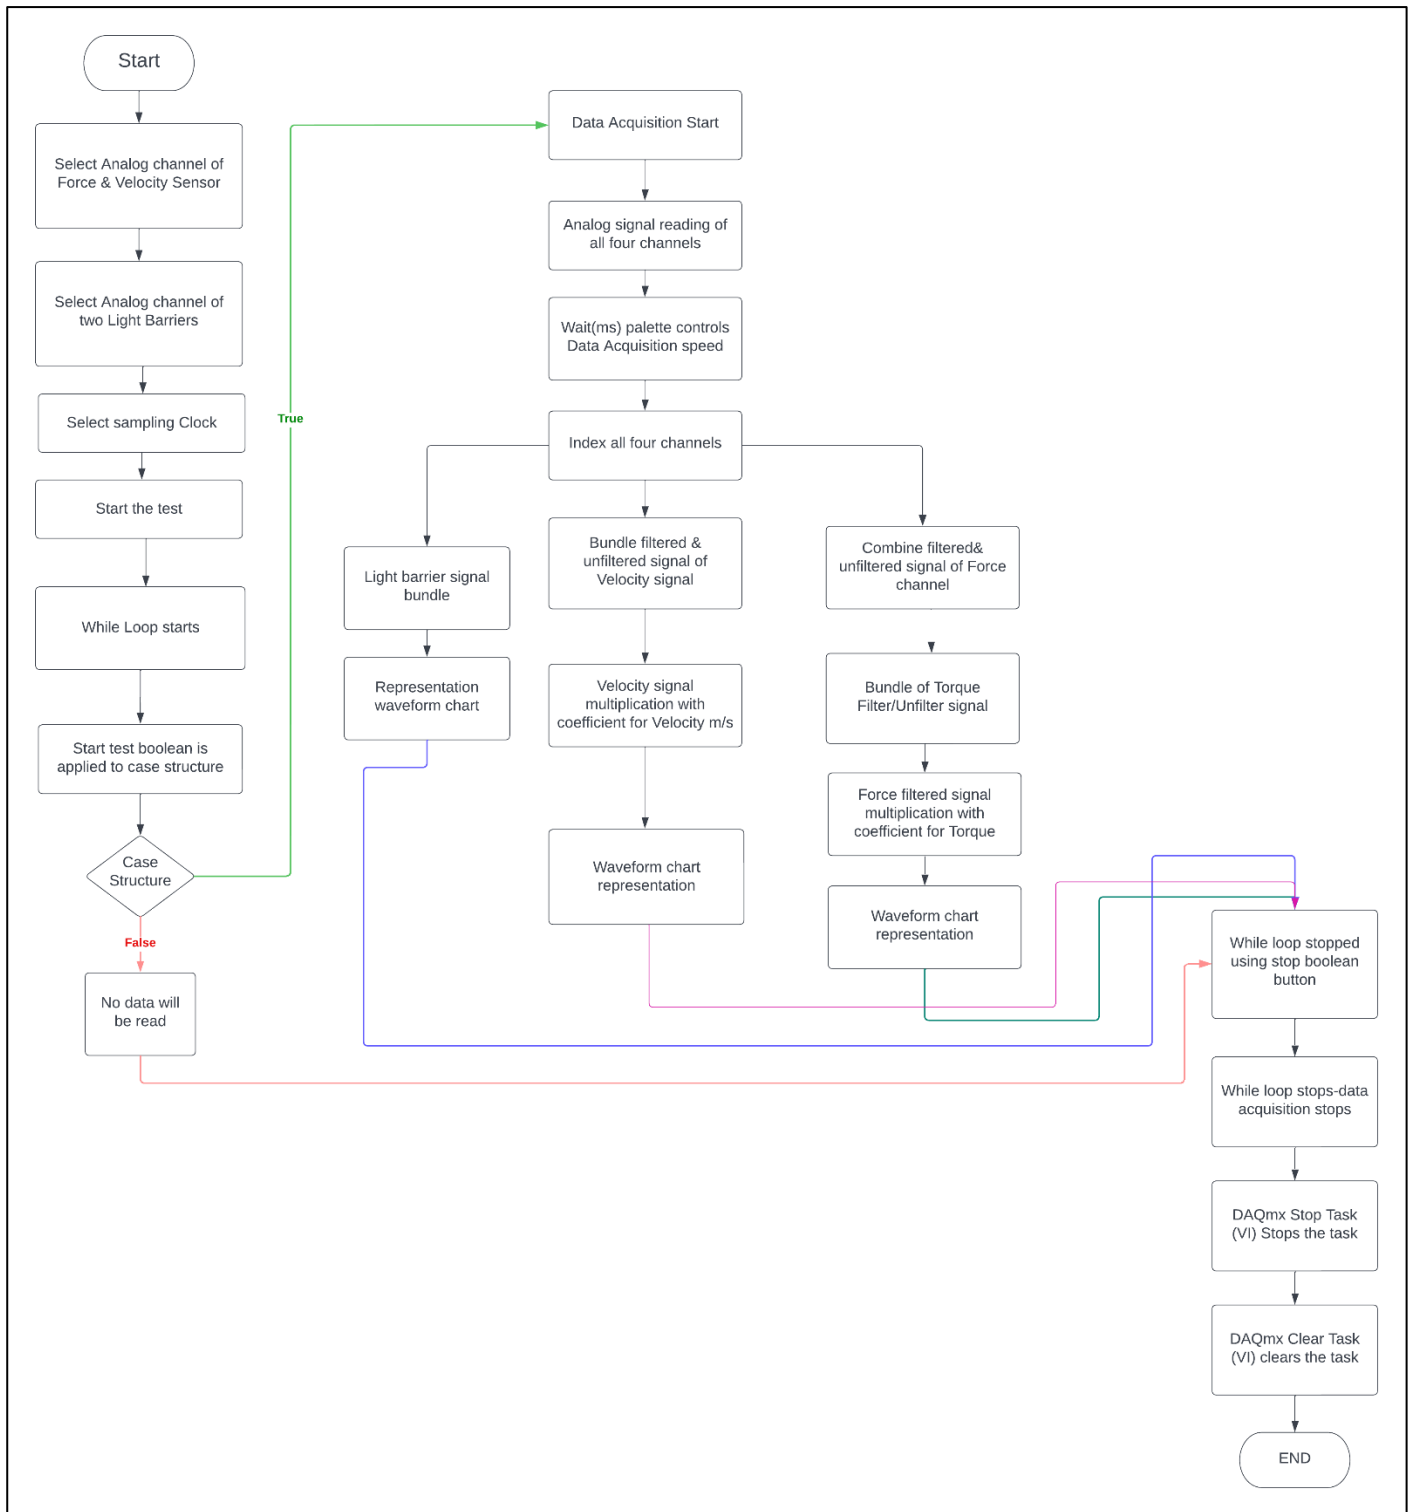 Start
Select Analog channel of
Force & Velocity Sensor
Select Analog channel of
two Light Barriers
Select sampling Clock
Start the test
While Loop starts
Start test boolean is
applied to case structure
Case
Structure
False
No data will
be read
True
Data Acquisition Start
Analog signal reading of
all four channels
Wait(ms) palette controls
Data Acquisition speed
Index all four channels
Light barrier signal
bundle
Representation
waveform chart
Bundle filtered &
unfiltered signal of
Velocity signal
Velocity signal
multiplication with
coefficient for Velocity m/s
Waveform chart
representation
Combine filtered&
unfiltered signal of Force
channel
Bundle of Torque
Filter/Unfilter signal
Force filtered signal
multiplication with
coefficient for Torque
Waveform chart
representation
While loop stopped
using stop boolean
button
While loop stops-data
acquisition stops
DAQmx Stop Task
(VI) Stops the task
DAQmx Clear Task
(VI) clears the task
END